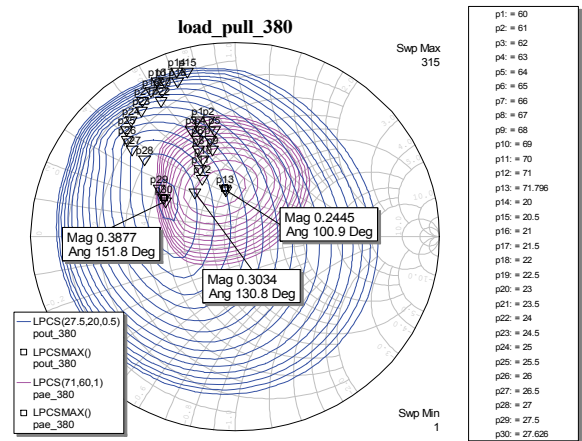 load_pull_380
Swp Max
315
p13
p28
p29
Mag 0.2445
Ang 100.9 Deg
Mag 0.3877
Ang 151.8 Deg
Mag 0.3034
Ang 130.8 Deg
LPCS(27.5,20,0.5)
pout_380
LPCSMAX()
pout_380
LPCS(71,60,1)
pae_380
LPCSMAX()
pae_380
Swp Min
1
p1: = 60
p2: = 61
p3: = 62
p4: = 63
p5: = 64
p6: = 65
p7: = 66
p8: = 67
p9: = 68
p10: = 69
p11: = 70
p12: = 71
p13: = 71.796
p14: = 20
p15: = 20.5
p16: = 21
p17: = 21.5
p18: = 22
p19: = 22.5
p20: = 23
p21: = 23.5
p22: = 24
p23: = 24.5
p24: = 25
p25: = 25.5
p26: = 26
p27: = 26.5
p28: = 27
p29: = 27.5
p30: = 27.626